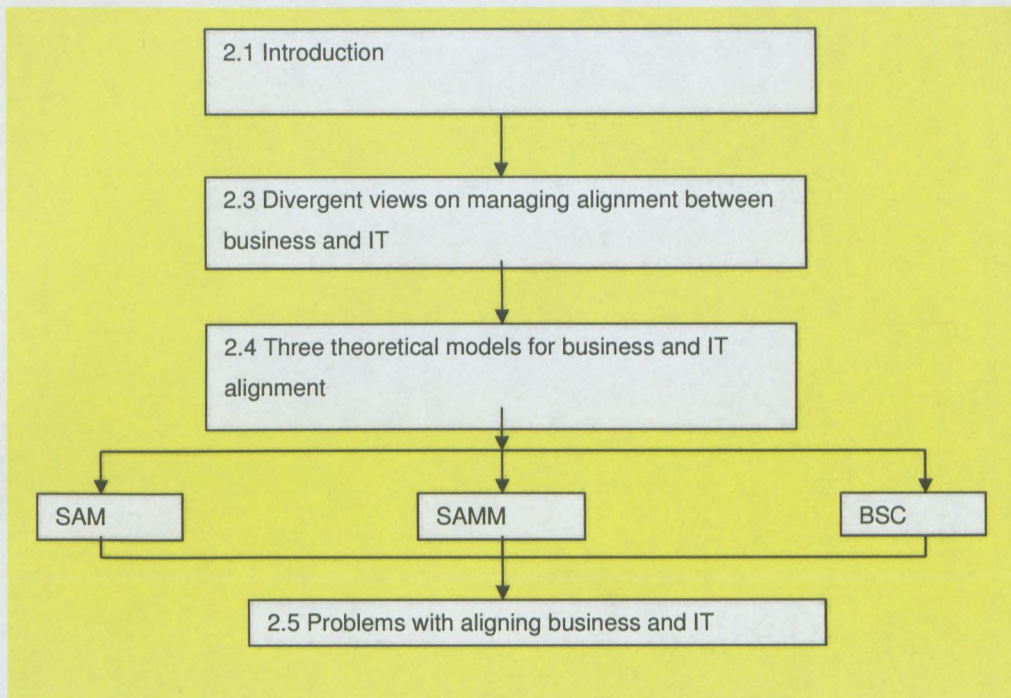 2.1 Introduction
2.3 Divergent views on managing alignment between
business and IT
2.4 Three theoretical models for business and IT
alignment
SAM
SAMM
BSC
2.5 Problems with aligning business and IT